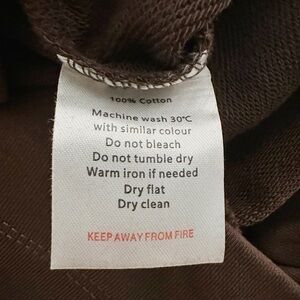 100% Cotton
Machine wash 30°C
with similar colour
Do not bleach
Do not tumble dry
Warm iron if needed
Dry flat
Dry clean
KEEP AWAY FROM FIRE